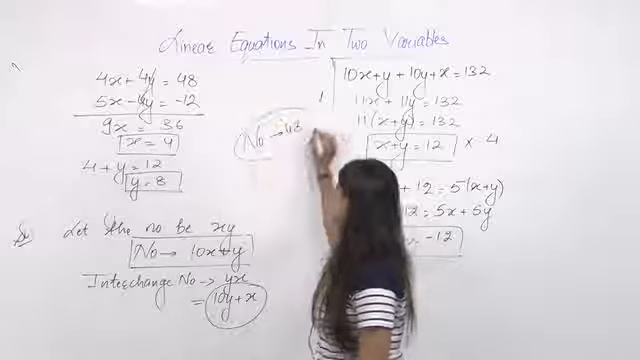 Linear Equations In Two Variables
4x + 4y = 48
5x - 4y = -12
9x = 36
x = 4
4 + y = 12
y = 8
No → 48
10x+y + 10y+x = 132
11x + 11y = 132
11(x+y) = 132
x+y = 12 × 4
+ 12 = 5(x+y)
12 = 5x + 5y
= -12
Let the no be xy
No → 10x+y
Interchange No → yx
= 10y+x